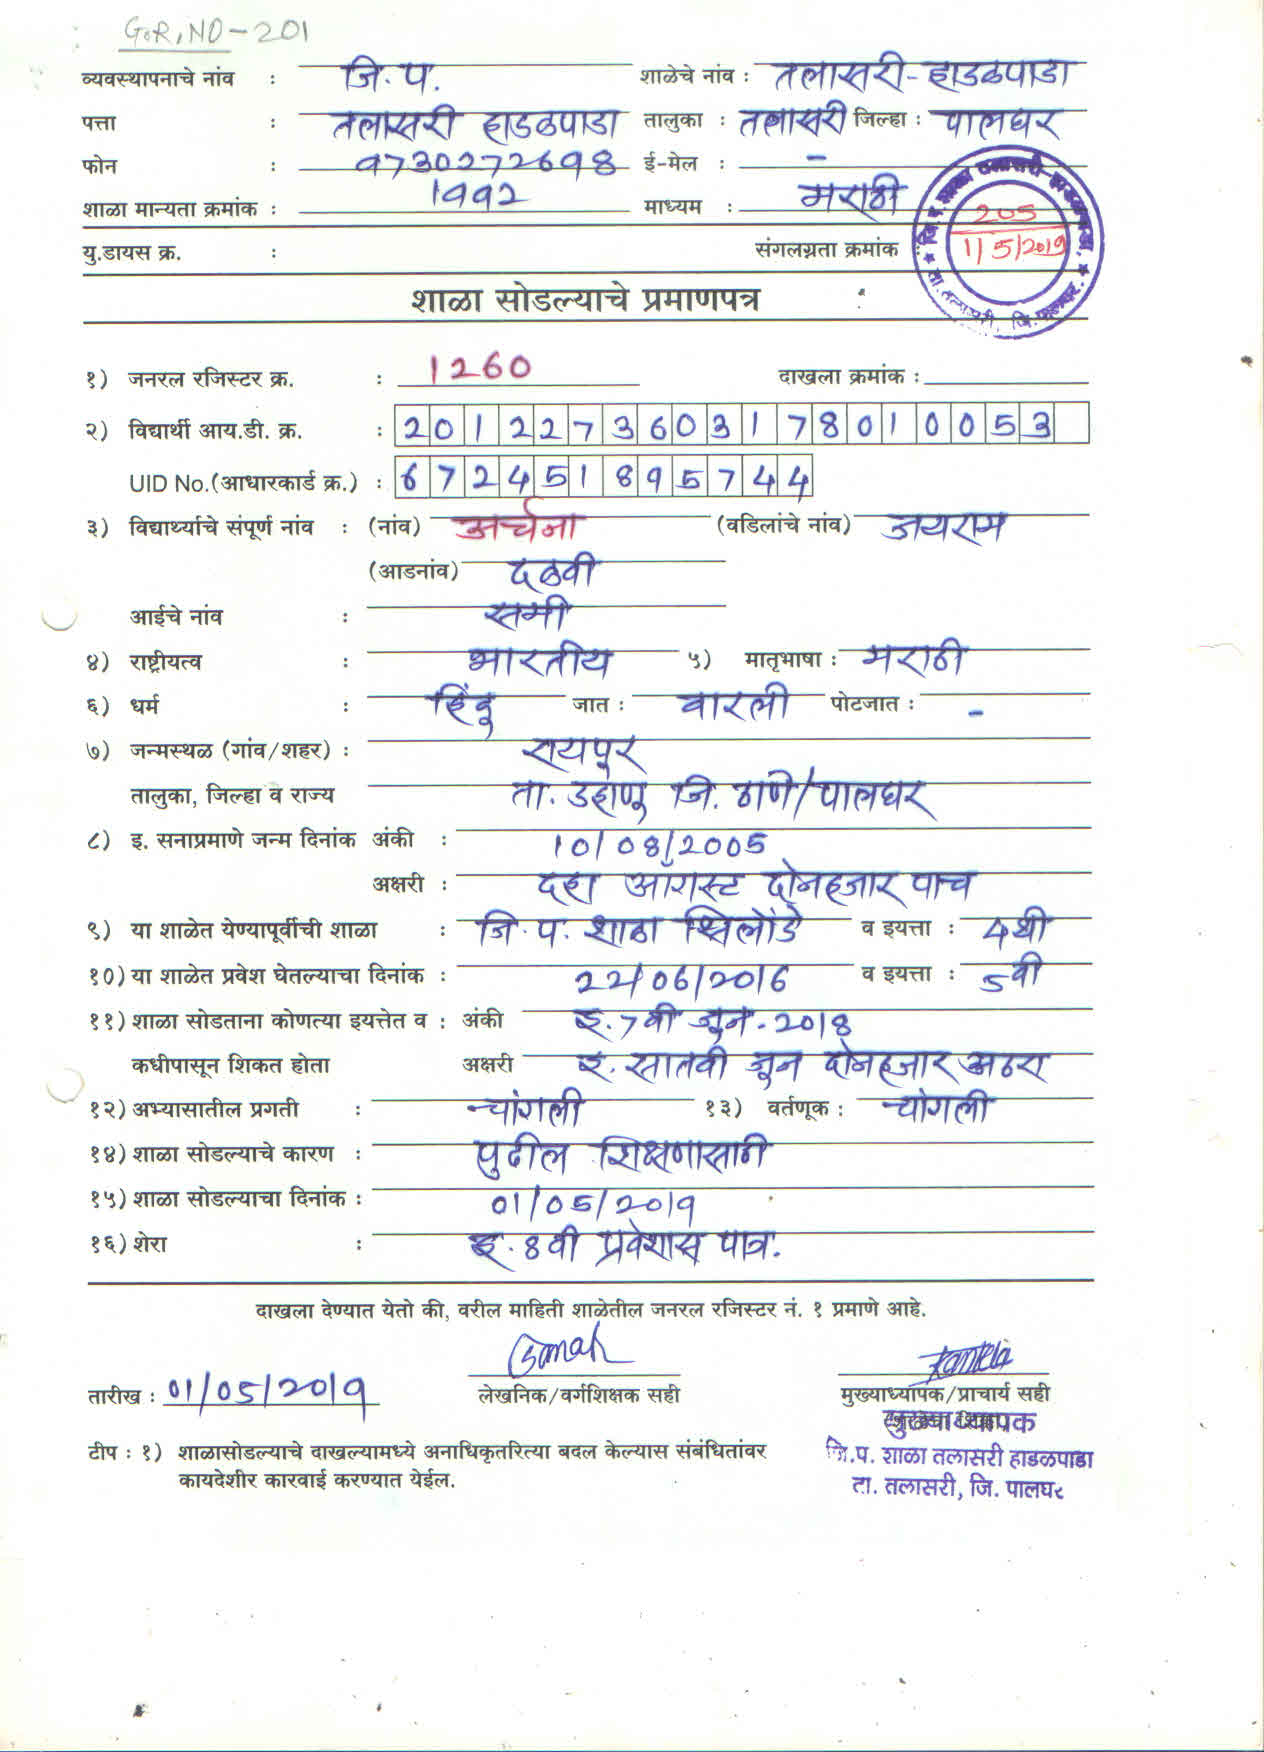 G.R.NO-201
व्यवस्थापनाचे नांव : जि. प. शाळेचे नांव : तलासरी-हाडळपाडा
पत्ता : तलासरी हाडळपाडा तालुका : तलासरी जिल्हा : पालघर
फोन : 9730272698 ई-मेल : -
शाळा मान्यता क्रमांक : 1992 माध्यम : मराठी
यु.डायस क्र. : संगलग्नता क्रमांक :
जि. प. शाळा तलासरी-हाडळपाडा, ता. तलासरी, जि. पालघर.
205
1/5/2019
शाळा सोडल्याचे प्रमाणपत्र
१) जनरल रजिस्टर क्र. : 1260 दाखला क्रमांक :
२) विद्यार्थी आय.डी. क्र. : 2012273603178010053
UID No.(आधारकार्ड क्र.) : 672451895744
३) विद्यार्थ्याचे संपूर्ण नांव : (नांव) अर्चना (वडिलांचे नांव) जयराम
(आडनांव) दळवी
आईचे नांव : रसमी
४) राष्ट्रीयत्व : भारतीय ५) मातृभाषा : मराठी
६) धर्म : हिंदू जात : वारली पोटजात : -
७) जन्मस्थळ (गांव/शहर) : रायपूर
तालुका, जिल्हा व राज्य ता. डहाणू जि. ठाणे/पालघर
८) इ. सनाप्रमाणे जन्म दिनांक अंकी : 10/08/2005
अक्षरी : दहा ऑगस्ट दोनहजार पाच
९) या शाळेत येण्यापूर्वीची शाळा : जि. प. शाळा शिलोंडे व इयत्ता : 4थी
१०) या शाळेत प्रवेश घेतल्याचा दिनांक : 22/06/2016 व इयत्ता : 5वी
११) शाळा सोडताना कोणत्या इयत्तेत व : अंकी इ. 7वी जून-2018
कधीपासून शिकत होता अक्षरी इ. सातवी जून दोनहजार अठरा
१२) अभ्यासातील प्रगती : चांगली १३) वर्तणूक : चांगली
१४) शाळा सोडल्याचे कारण : पुढील शिक्षणासाठी
१५) शाळा सोडल्याचा दिनांक : 01/05/2019
१६) शेरा : इ. 8वी प्रवेशास पात्र.
दाखला देण्यात येतो की, वरील माहिती शाळेतील जनरल रजिस्टर नं. १ प्रमाणे आहे.
तारीख : 01/05/2019 लेखनिक/वर्गशिक्षक सही मुख्याध्यापक/प्राचार्य सही
मुख्याध्यापक
टीप : १) शाळासोडल्याचे दाखल्यामध्ये अनाधिकृतरित्या बदल केल्यास संबंधितांवर
कायदेशीर कारवाई करण्यात येईल.
जि.प. शाळा तलासरी हाडळपाडा
ता. तलासरी, जि. पालघर